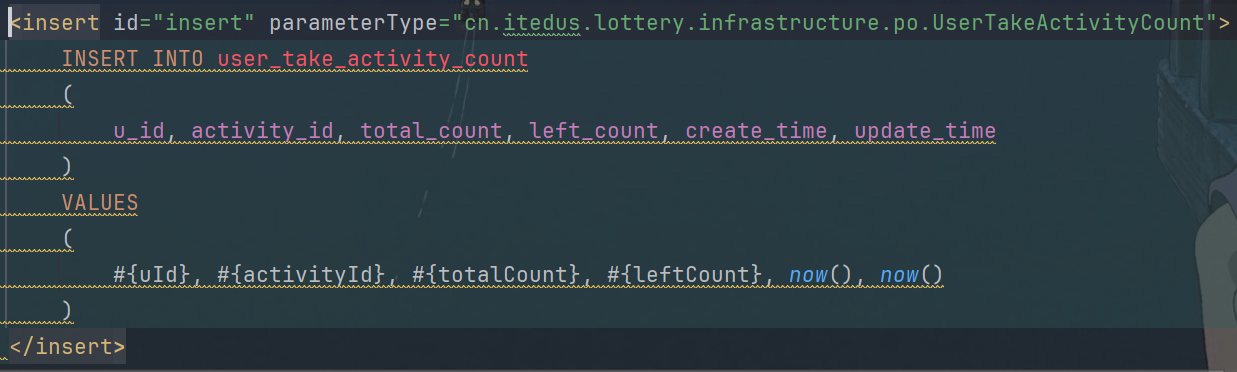 <insert id="insert" parameterType="cn.itedus.lottery.infrastructure.po.UserTakeActivityCount">
INSERT INTO user_take_activity_count
(
u_id, activity_id, total_count, left_count, create_time, update_time
)
VALUES
(
#{uId}, #{activityId}, #{totalCount}, #{leftCount}, now(), now()
)
</insert>